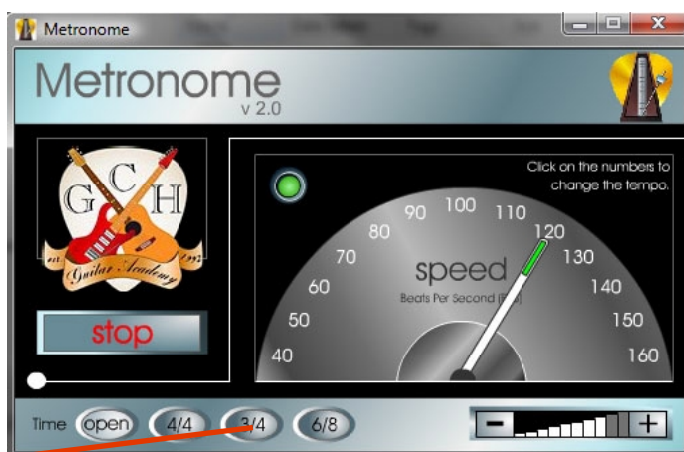 Metronome
Metronome
v 2.0
Click on the numbers to
change the tempo.
G C H
Guitar Academy
stop
40
50
60
70
80
90
100
110
120
130
140
150
160
speed
Beats Per Second
Time open 4/4 3/4 6/8
- +